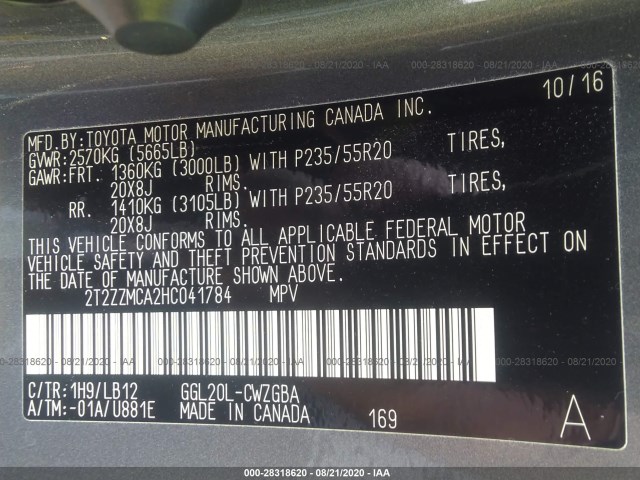 000-28318620 - 08/21/2020 - IAA
10/16
MFD.BY:TOYOTA MOTOR MANUFACTURING CANADA INC.
GVWR:2570KG (5665LB)
GAWR:FRT. 1360KG (3000LB) WITH P235/55R20 TIRES,
20X8J RIMS.
RR. 1410KG (3105LB) WITH P235/55R20 TIRES,
20X8J RIMS.
THIS VEHICLE CONFORMS TO ALL APPLICABLE FEDERAL MOTOR
VEHICLE SAFETY AND THEFT PREVENTION STANDARDS IN EFFECT ON
THE DATE OF MANUFACTURE SHOWN ABOVE.
2T2ZZMCA2HC041784 MPV
C/TR:1H9/LB12 GGL20L-CWZGBA
A/TM:-01A/U881E MADE IN CANADA 169 A
000-28318620 - 08/21/2020 - IAA